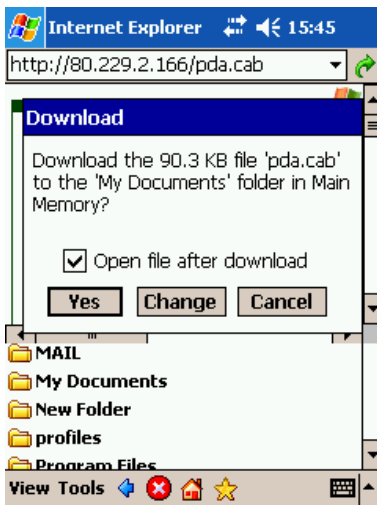 Internet Explorer 15:45
http://80.229.2.166/pda.cab
Download
Download the 90.3 KB file 'pda.cab'
to the 'My Documents' folder in Main
Memory?
Open file after download
Yes Change Cancel
MAIL
My Documents
New Folder
profiles
Program Files
View Tools